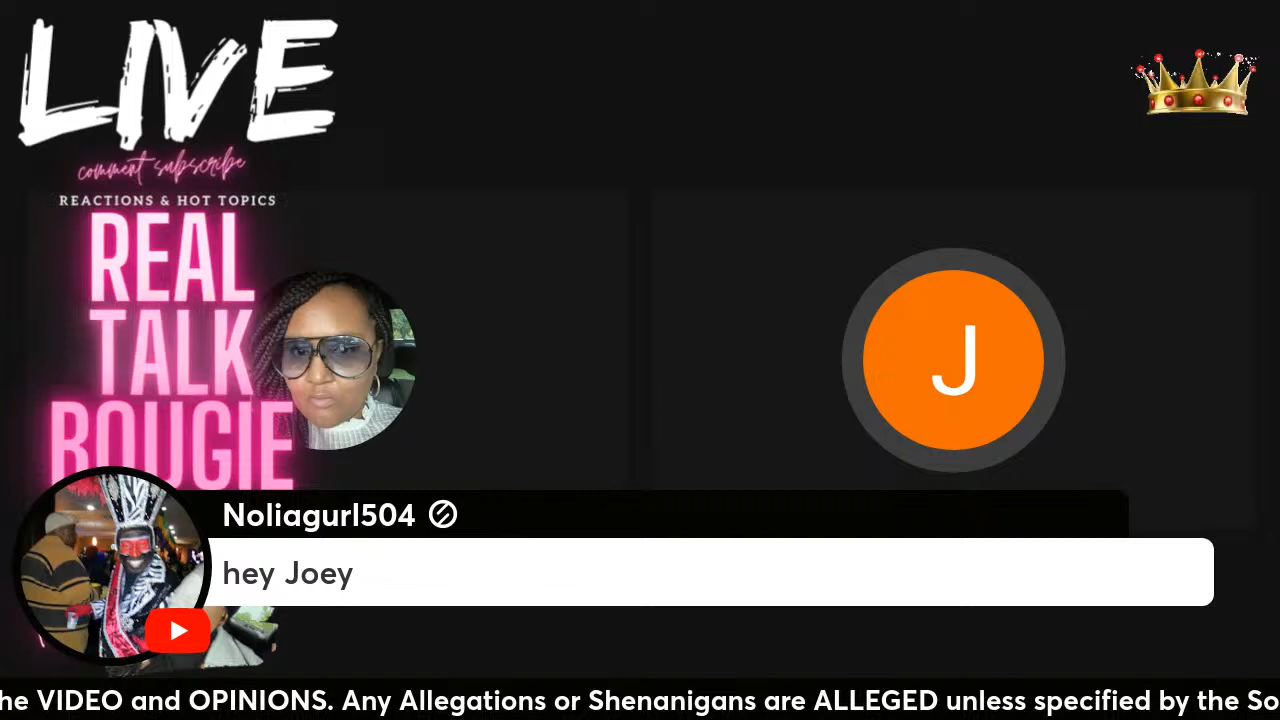 LIVE
comment subscribe
REACTIONS & HOT TOPICS
REAL
TALK
BOUGIE
J
Noliagurl504
hey Joey
he VIDEO and OPINIONS. Any Allegations or Shenanigans are ALLEGED unless specified by the So